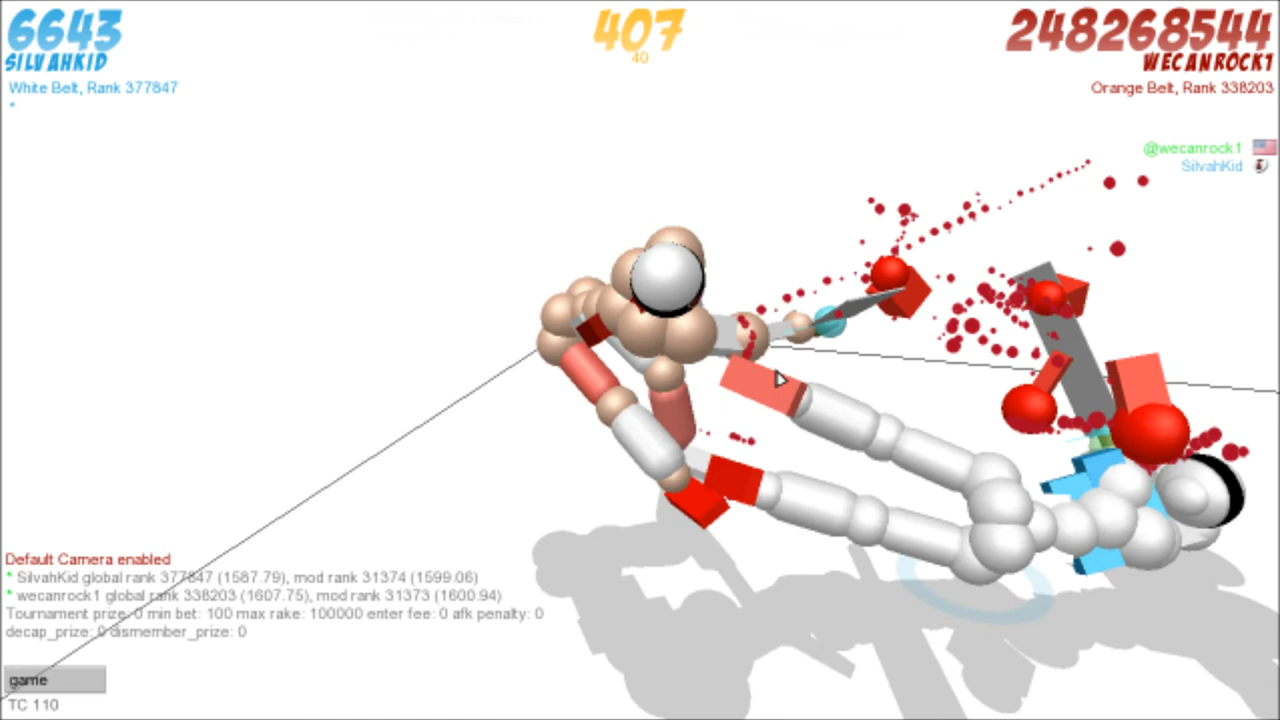 6643
SILVAHKID
White Belt, Rank 377847
407
40
248268544
WECANROCK1
Orange Belt, Rank 338203
@wecanrock1
SilvahKid
Default Camera enabled
* SilvahKid global rank 377847 (1587.79), mod rank 31374 (1599.06)
* wecanrock1 global rank 338203 (1607.75), mod rank 31373 (1600.94)
Tournament prize: 0 min bet: 100 max rake: 100000 enter fee: 0 afk penalty: 0
decap_prize: 0 dismember_prize: 0
game
TC 110